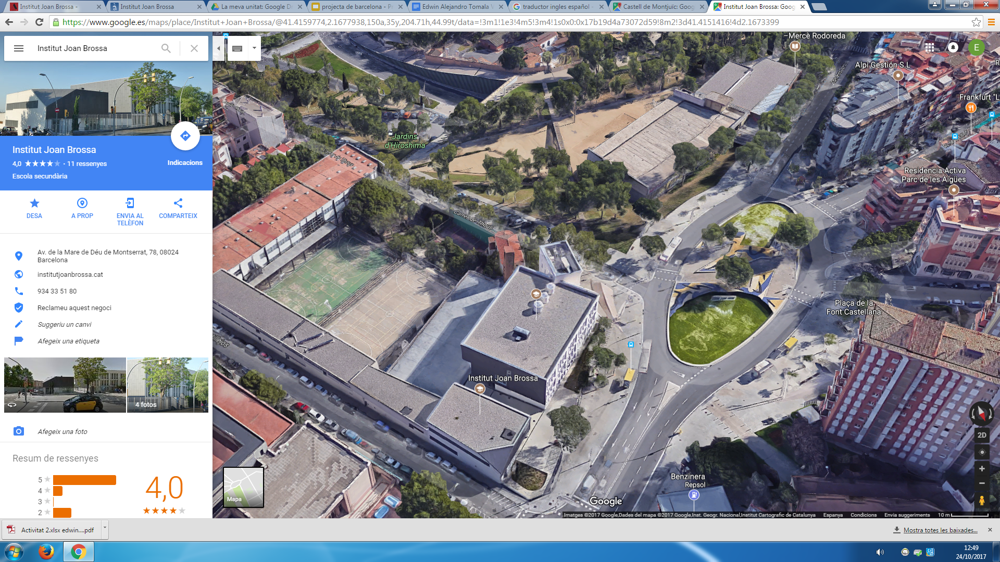 Institut Joan Brossa -
Institut Joan Brossa
La meva unitat: Google Dr
projecta de barcelona - Pr
Edwin Alejandro Tomala V
traductor ingles español -
Castell de Montjuïc: Goog
Institut Joan Brossa: Goog
https://www.google.es/maps/place/Institut+Joan+Brossa/@41.4159774,2.1677938,150a,35y,204.71h,44.99t/data=!3m1!1e3!4m5!3m4!1s0x0:0x17b19d4a73072d59!8m2!3d41.4151416!4d2.1673399
Institut Joan Brossa
Institut Joan Brossa
4,0 ★★★★★ · 11 ressenyes
Escola secundària
Indicacions
DESA
A PROP
ENVIA AL
TELÈFON
COMPARTEIX
Av. de la Mare de Déu de Montserrat, 78, 08024
Barcelona
institutjoanbrossa.cat
934 33 51 80
Reclameu aquest negoci
Suggeriu un canvi
Afegeix una etiqueta
4 fotos
Afegeix una foto
Resum de ressenyes
5 ★
4 ★
3 ★
2 ★
4,0
★★★★★
Mercè Rodoreda
E
Alpi Gestión S.L
Frankfurt "L
Jardins
d'Hiroshima
Residencia Activa
Parc de les Aigües
Carrer de Thous
Plaça de la
Font Castellana
Institut Joan Brossa
Benzinera
Repsol
2D
Mapa
Google
Imatges ©2017 Google,Dades del mapa ©2017 Google,Inst. Geogr. Nacional,Institut Cartografic de Catalunya Espanya Condicions Envia suggeriments 10 m
Activitat 2.xlsx edwin....pdf
Mostra totes les baixades...
12:49
24/10/2017